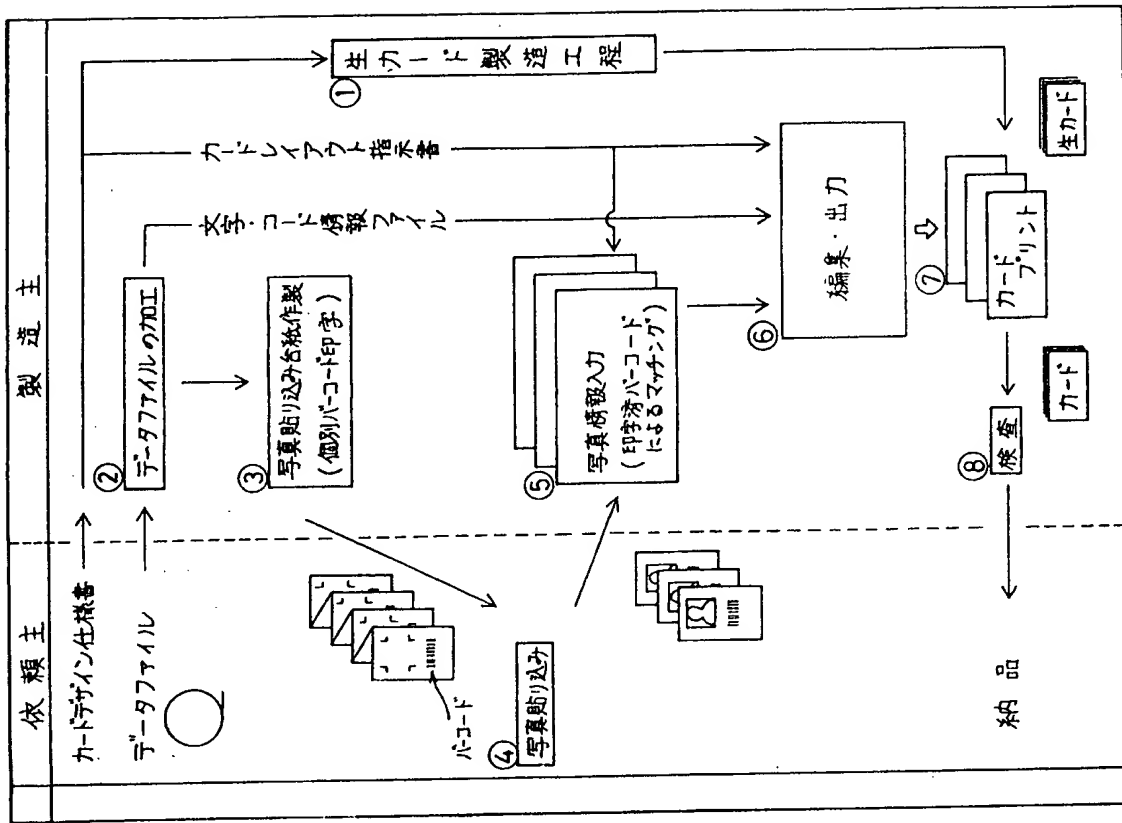 依頼主
製造主
カードデザイン仕様書
データファイル
②
データファイルの加工
①
生カード製造工程
カードレイアウト指示書
文字・コード情報ファイル
③
写真貼り込み台紙作製
(個別バーコード印字)
バーコード
④
写真貼り込み
⑤
写真情報入力
(印字済バーコード
によるマッチング)
⑥
編集・出力
⑦
カード
プリント
生カード
⑧
検査
カード
納品